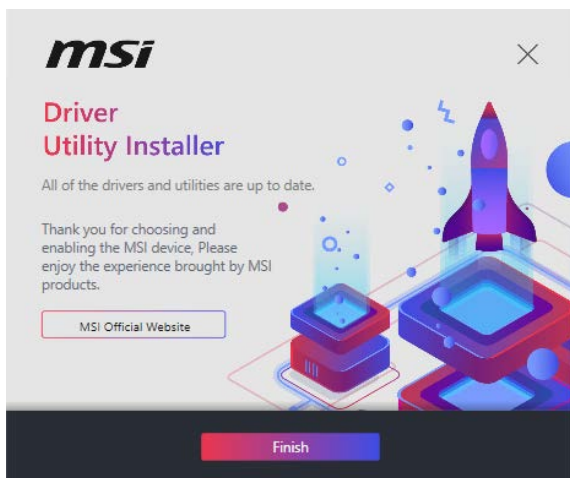 msi
Driver
Utility Installer
All of the drivers and utilities are up to date.
Thank you for choosing and
enabling the MSI device, Please
enjoy the experience brought by MSI
products.
MSI Official Website
Finish